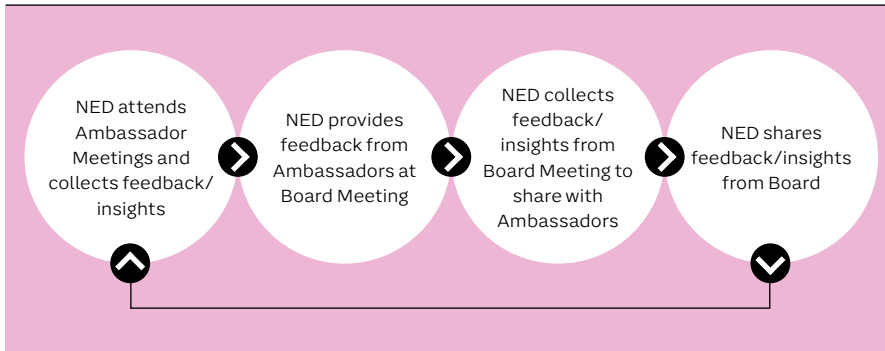 NED attends
Ambassador
Meetings and
collects feedback/
insights
NED provides
feedback from
Ambassadors at
Board Meeting
NED collects
feedback/
insights from
Board Meeting to
share with
Ambassadors
NED shares
feedback/insights
from Board